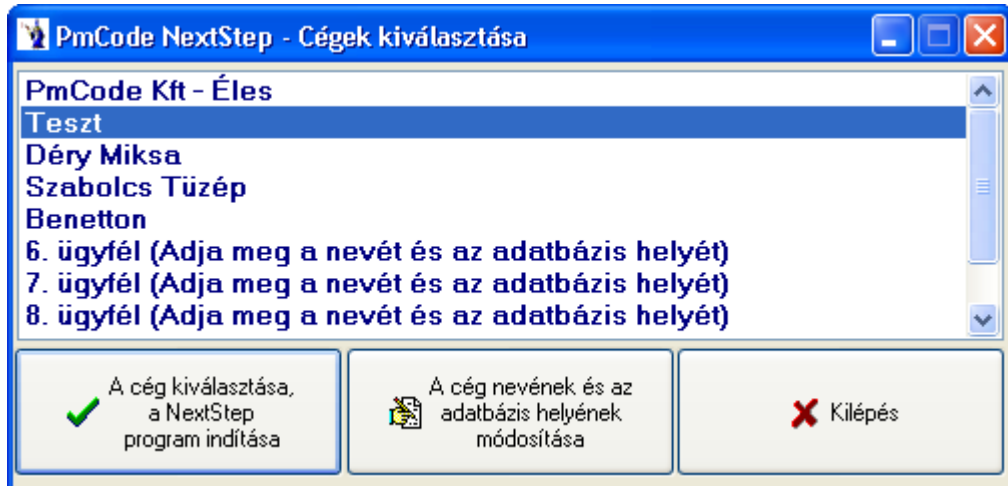 PmCode NextStep - Cégek kiválasztása
PmCode Kft - Éles
Teszt
Déry Miksa
Szabolcs Tüzép
Benetton
6. ügyfél (Adja meg a nevét és az adatbázis helyét)
7. ügyfél (Adja meg a nevét és az adatbázis helyét)
8. ügyfél (Adja meg a nevét és az adatbázis helyét)
A cég kiválasztása,
a NextStep
program indítása
A cég nevének és az
adatbázis helyének
módosítása
Kilépés